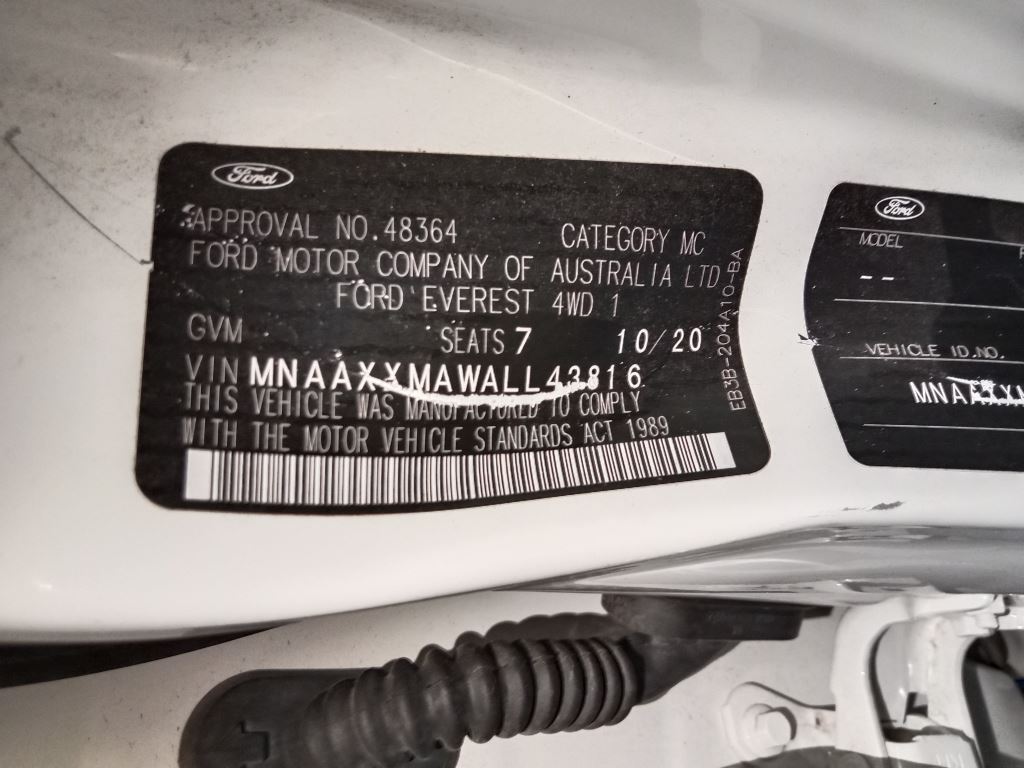 Ford
APPROVAL NO. 48364 CATEGORY MC
FORD MOTOR COMPANY OF AUSTRALIA LTD
FORD EVEREST 4WD 1
GVM SEATS 7 10/20
VIN MNAAXXMAWALL43816
THIS VEHICLE WAS MANUFACTURED TO COMPLY
WITH THE MOTOR VEHICLE STANDARDS ACT 1989
EB3B-204A10-BA
Ford
MODEL
--
VEHICLE ID.NO.
MNAAXXM